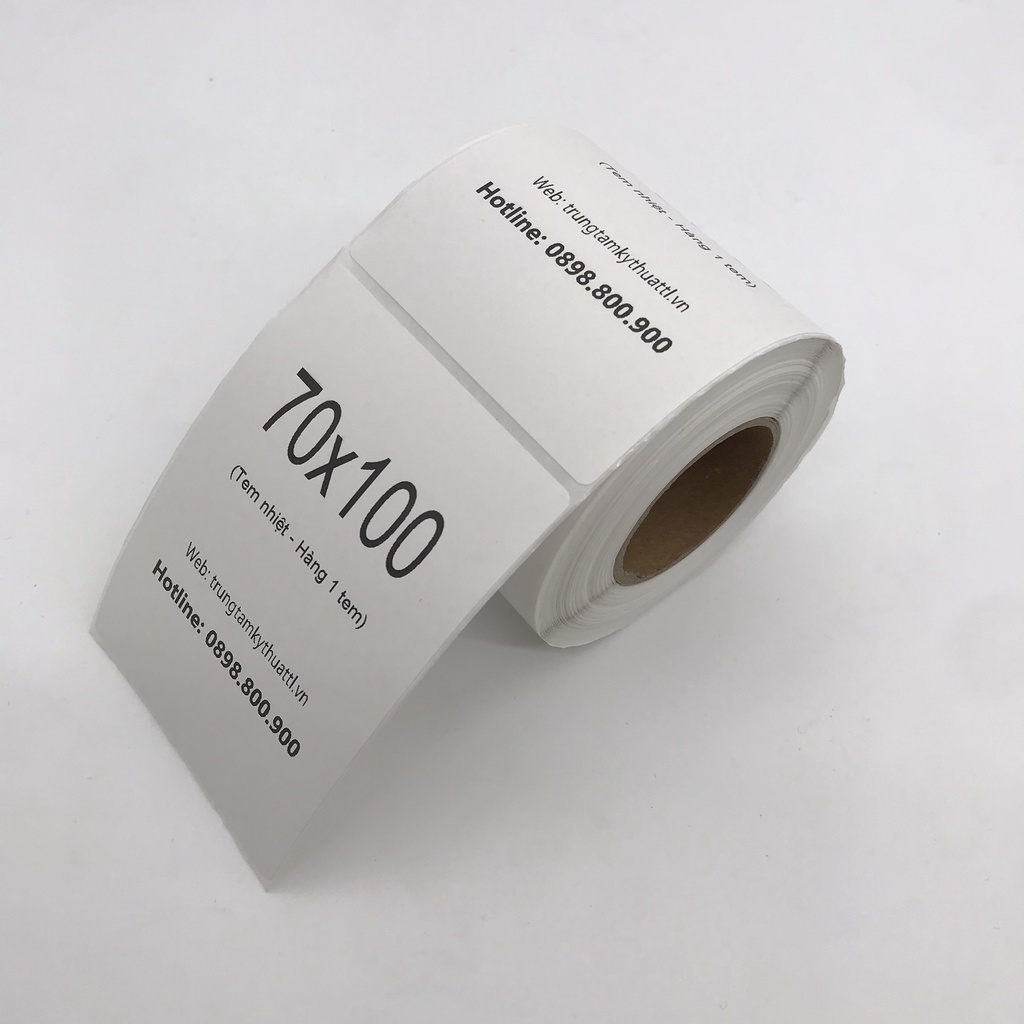 (Tem nhiệt - Hàng 1 tem)
Web: trungtamkythuattl.vn
Hotline: 0898.800.900
70x100
(Tem nhiệt - Hàng 1 tem)
Web: trungtamkythuattl.vn
Hotline: 0898.800.900